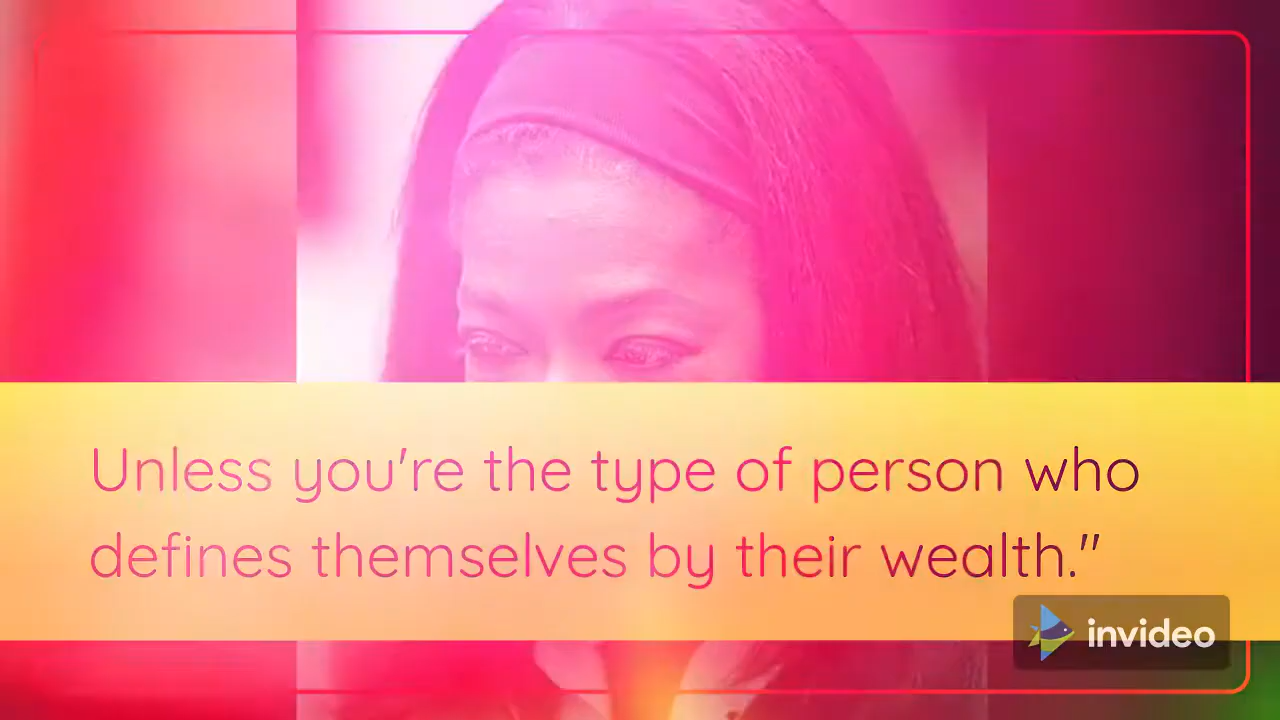 Unless you're the type of person who
defines themselves by their wealth."
invideo